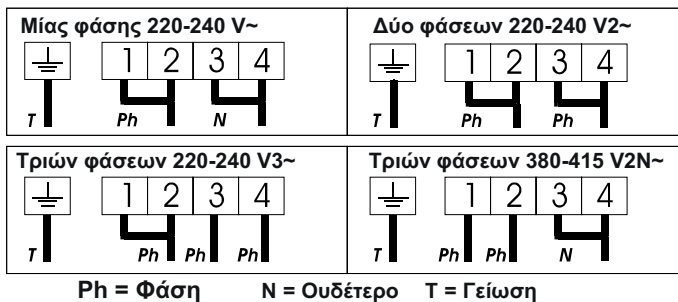 Μίας φάσης 220-240 V~
1 2 3 4
T Ph N
Δύο φάσεων 220-240 V2~
1 2 3 4
T Ph Ph
Τριών φάσεων 220-240 V3~
1 2 3 4
T Ph Ph Ph
Τριών φάσεων 380-415 V2N~
1 2 3 4
T Ph Ph N
Ph = Φάση N = Ουδέτερο T = Γείωση